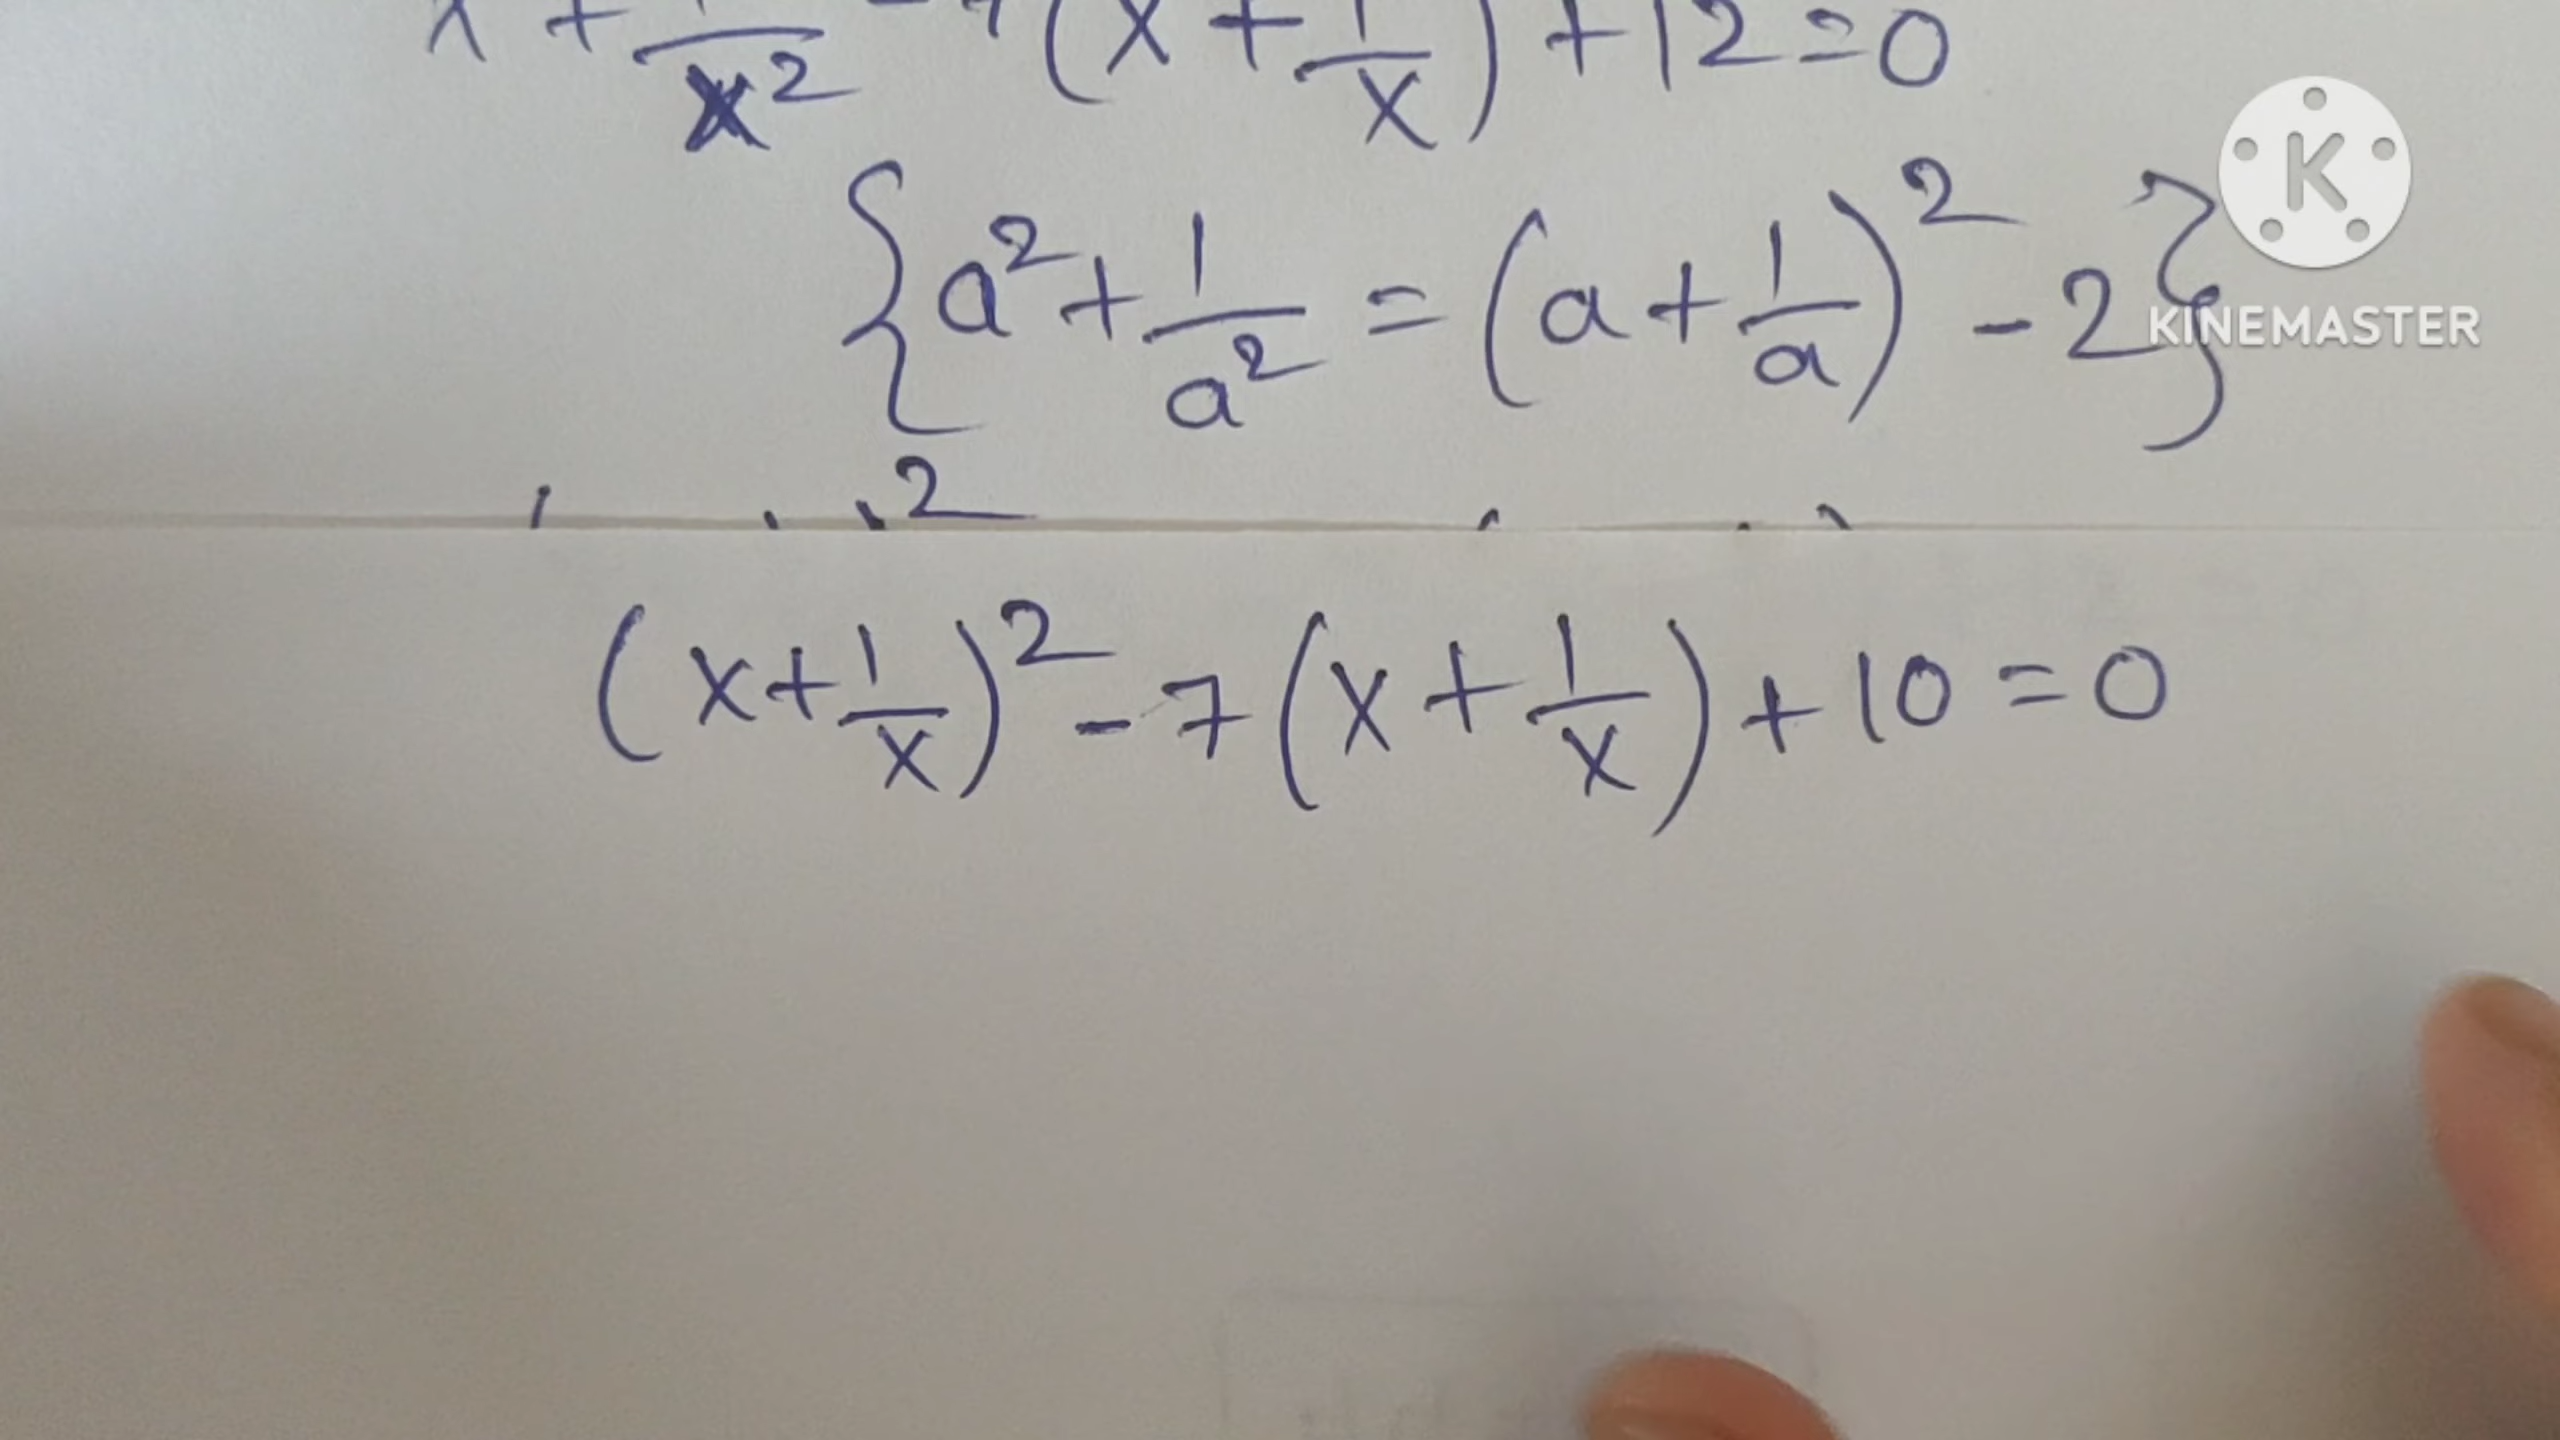 x + 1/x² - 7(x + 1/x) + 12 = 0
{a² + 1/a² = (a + 1/a)² - 2}
KINEMASTER
2
(x + 1/x)² - 7(x + 1/x) + 10 = 0